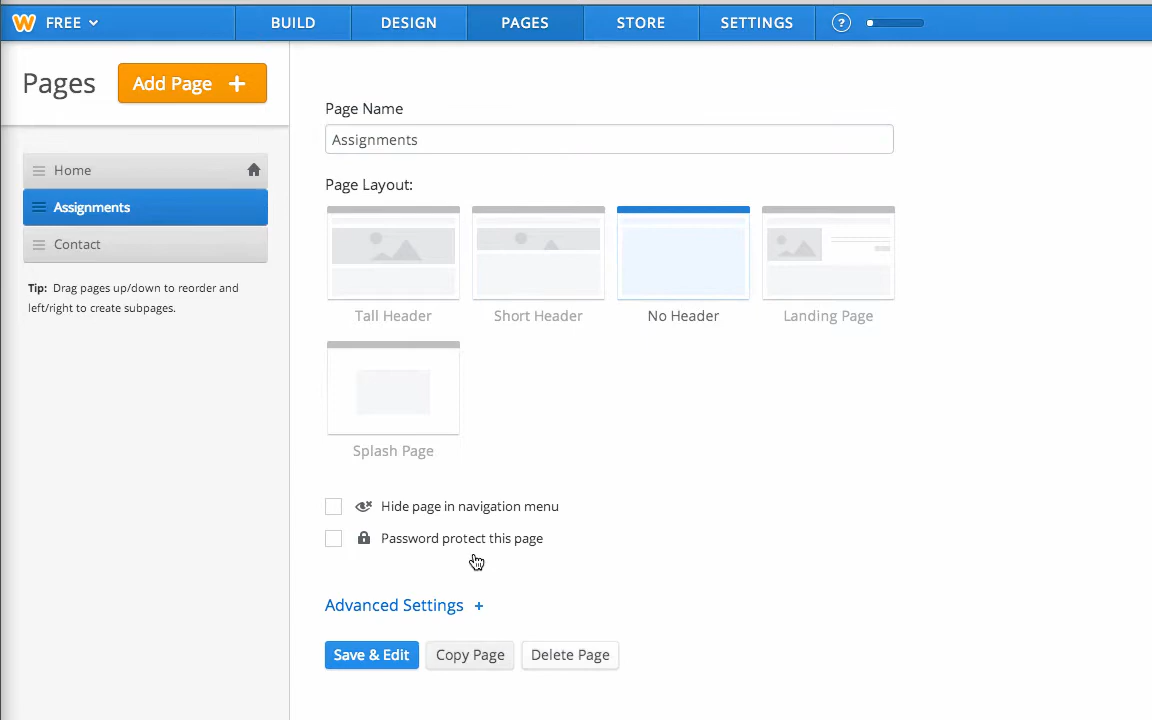 FREE BUILD DESIGN PAGES STORE SETTINGS ?
Pages Add Page +
Home
Assignments
Contact
Tip: Drag pages up/down to reorder and
left/right to create subpages.
Page Name
Assignments
Page Layout:
Tall Header Short Header No Header Landing Page
Splash Page
Hide page in navigation menu
Password protect this page
Advanced Settings +
Save & Edit Copy Page Delete Page